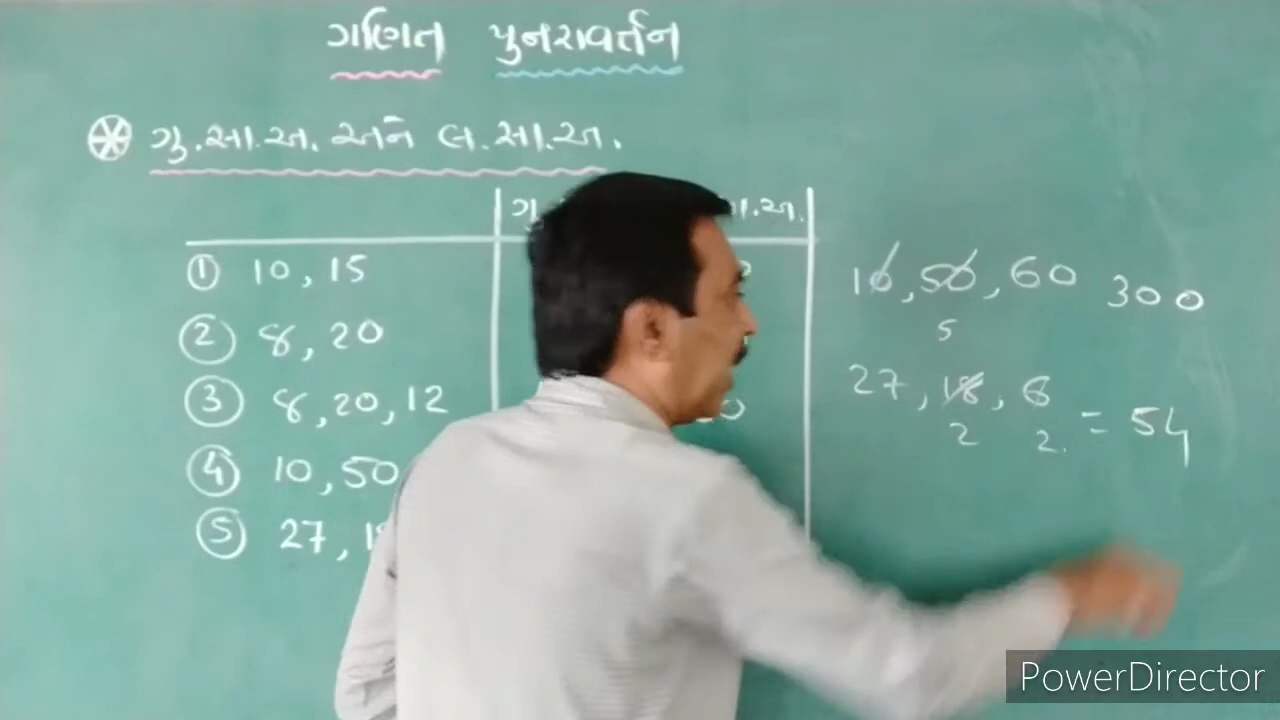 ગણિત પુનરાવર્તન
ગુ.સા.અ. અને લ.સા.અ.
① 10, 15
② 8, 20
③ 8, 20, 12
④ 10, 50
⑤ 27,
10, 50, 60 300
5
27, 18, 6 = 54
2 2.
PowerDirector